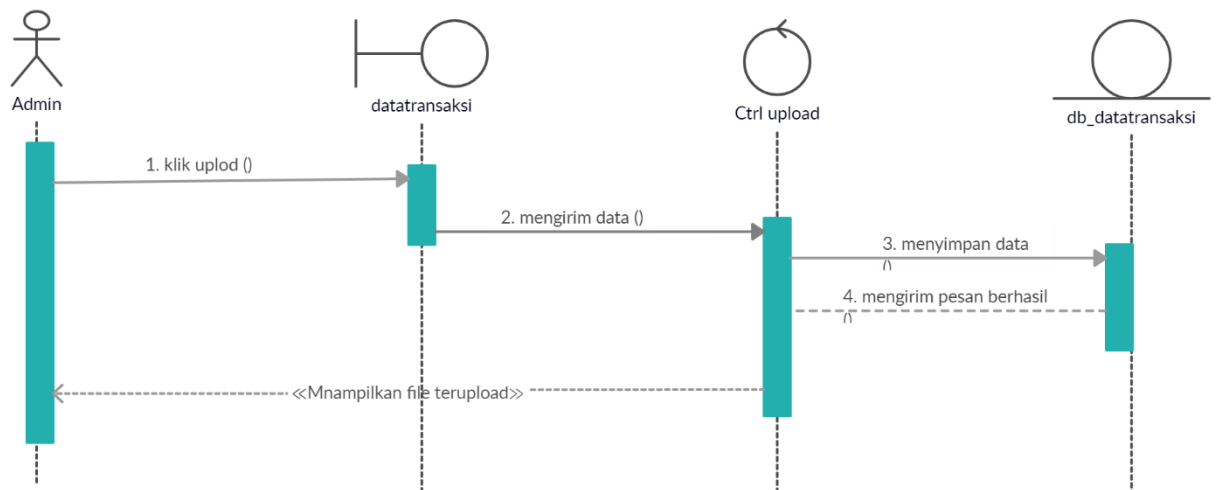 Admin
datatransaksi
Ctrl upload
db_datatransaksi
1. klik uplod ()
2. mengirim data ()
3. menyimpan data
()
4. mengirim pesan berhasil
()
≪Mnampilkan file terupload≫